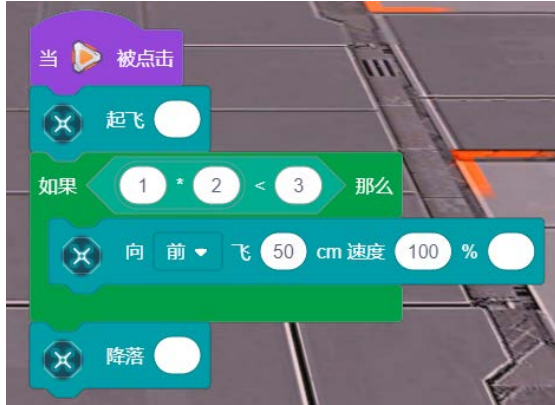 当 被点击
起飞
如果 1 * 2 < 3 那么
向 前 飞 50 cm 速度 100 %
降落